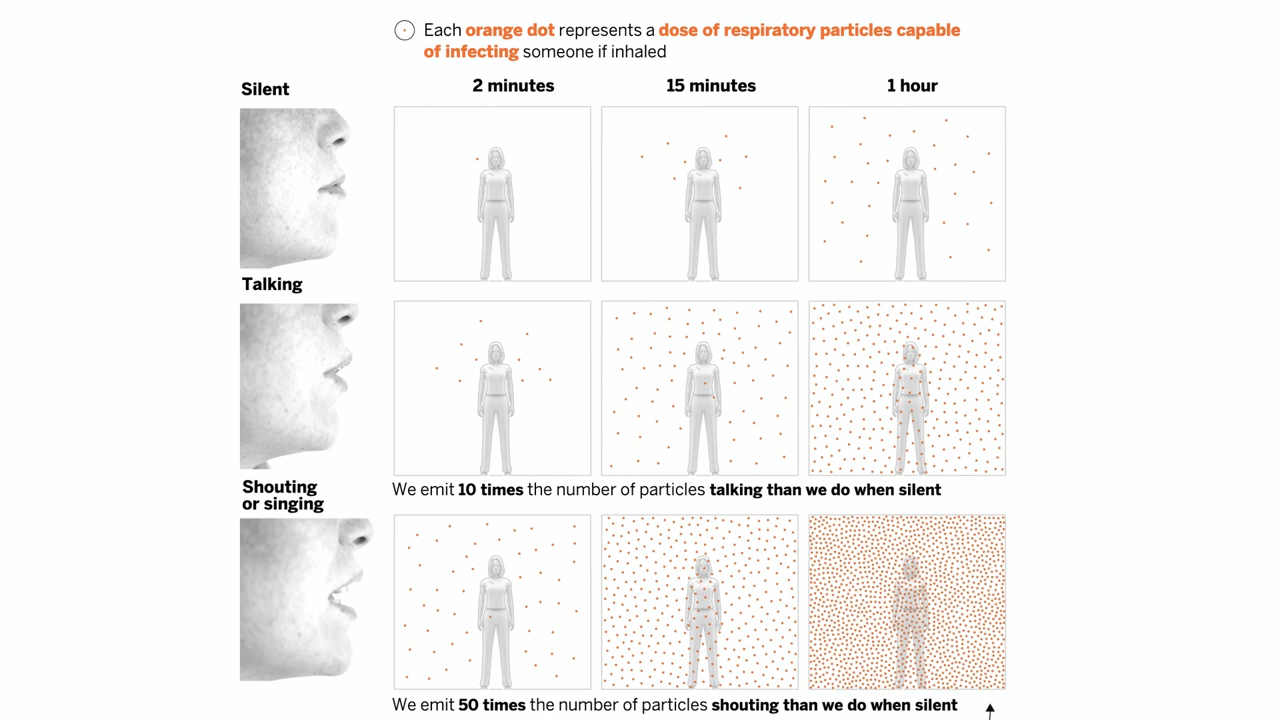 Each orange dot represents a dose of respiratory particles capable
of infecting someone if inhaled
Silent
2 minutes
15 minutes
1 hour
Talking
We emit 10 times the number of particles talking than we do when silent
Shouting
or singing
We emit 50 times the number of particles shouting than we do when silent